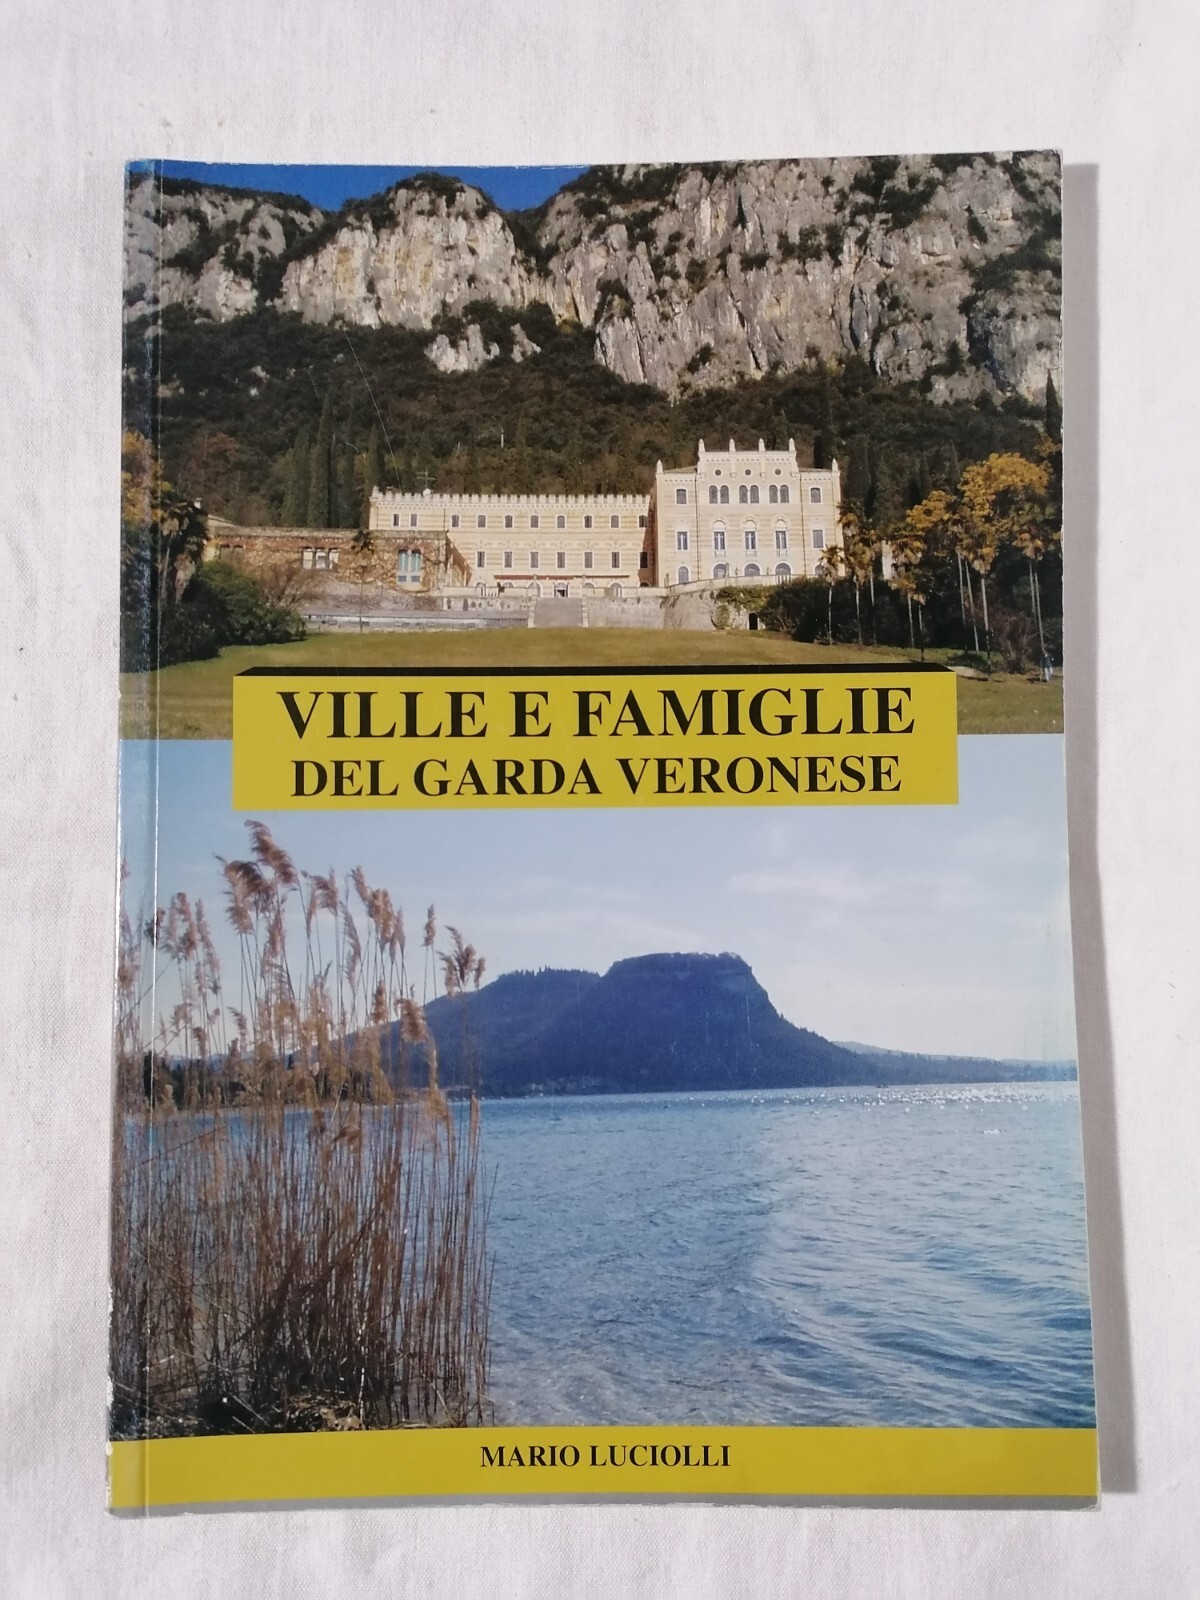 VILLE E FAMIGLIE
DEL GARDA VERONESE
MARIO LUCIOLLI